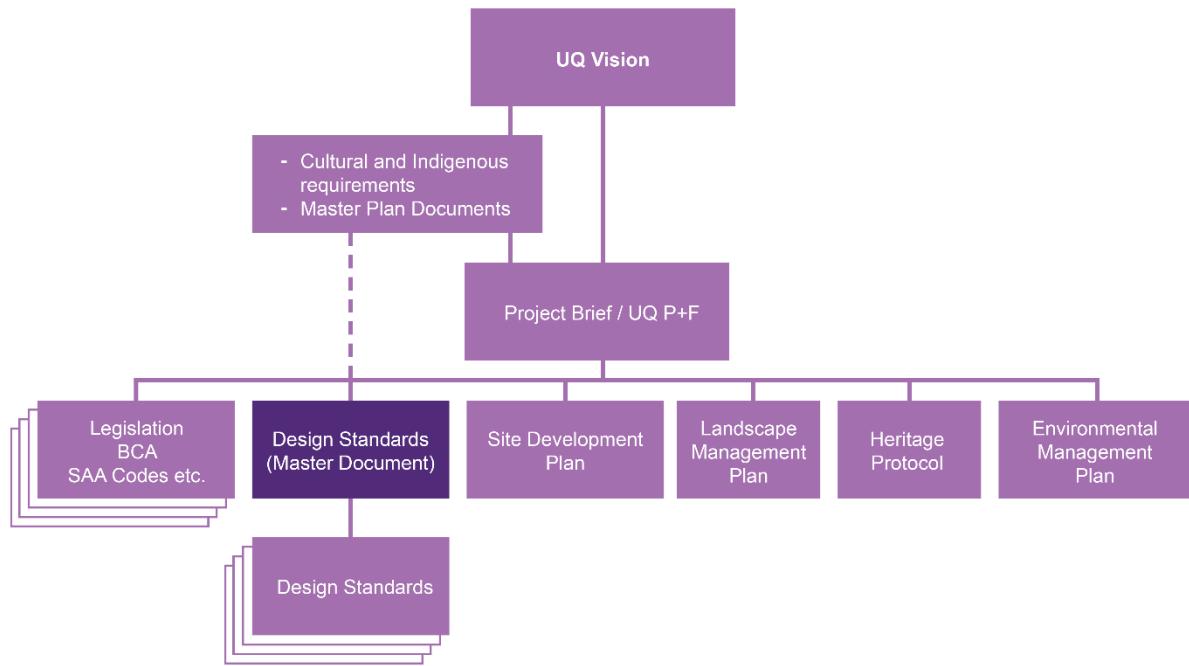 UQ Vision
- Cultural and Indigenous
requirements
- Master Plan Documents
Project Brief / UQ P+F
Legislation
BCA
SAA Codes etc.
Design Standards
(Master Document)
Site Development
Plan
Landscape
Management
Plan
Heritage
Protocol
Environmental
Management
Plan
Design Standards